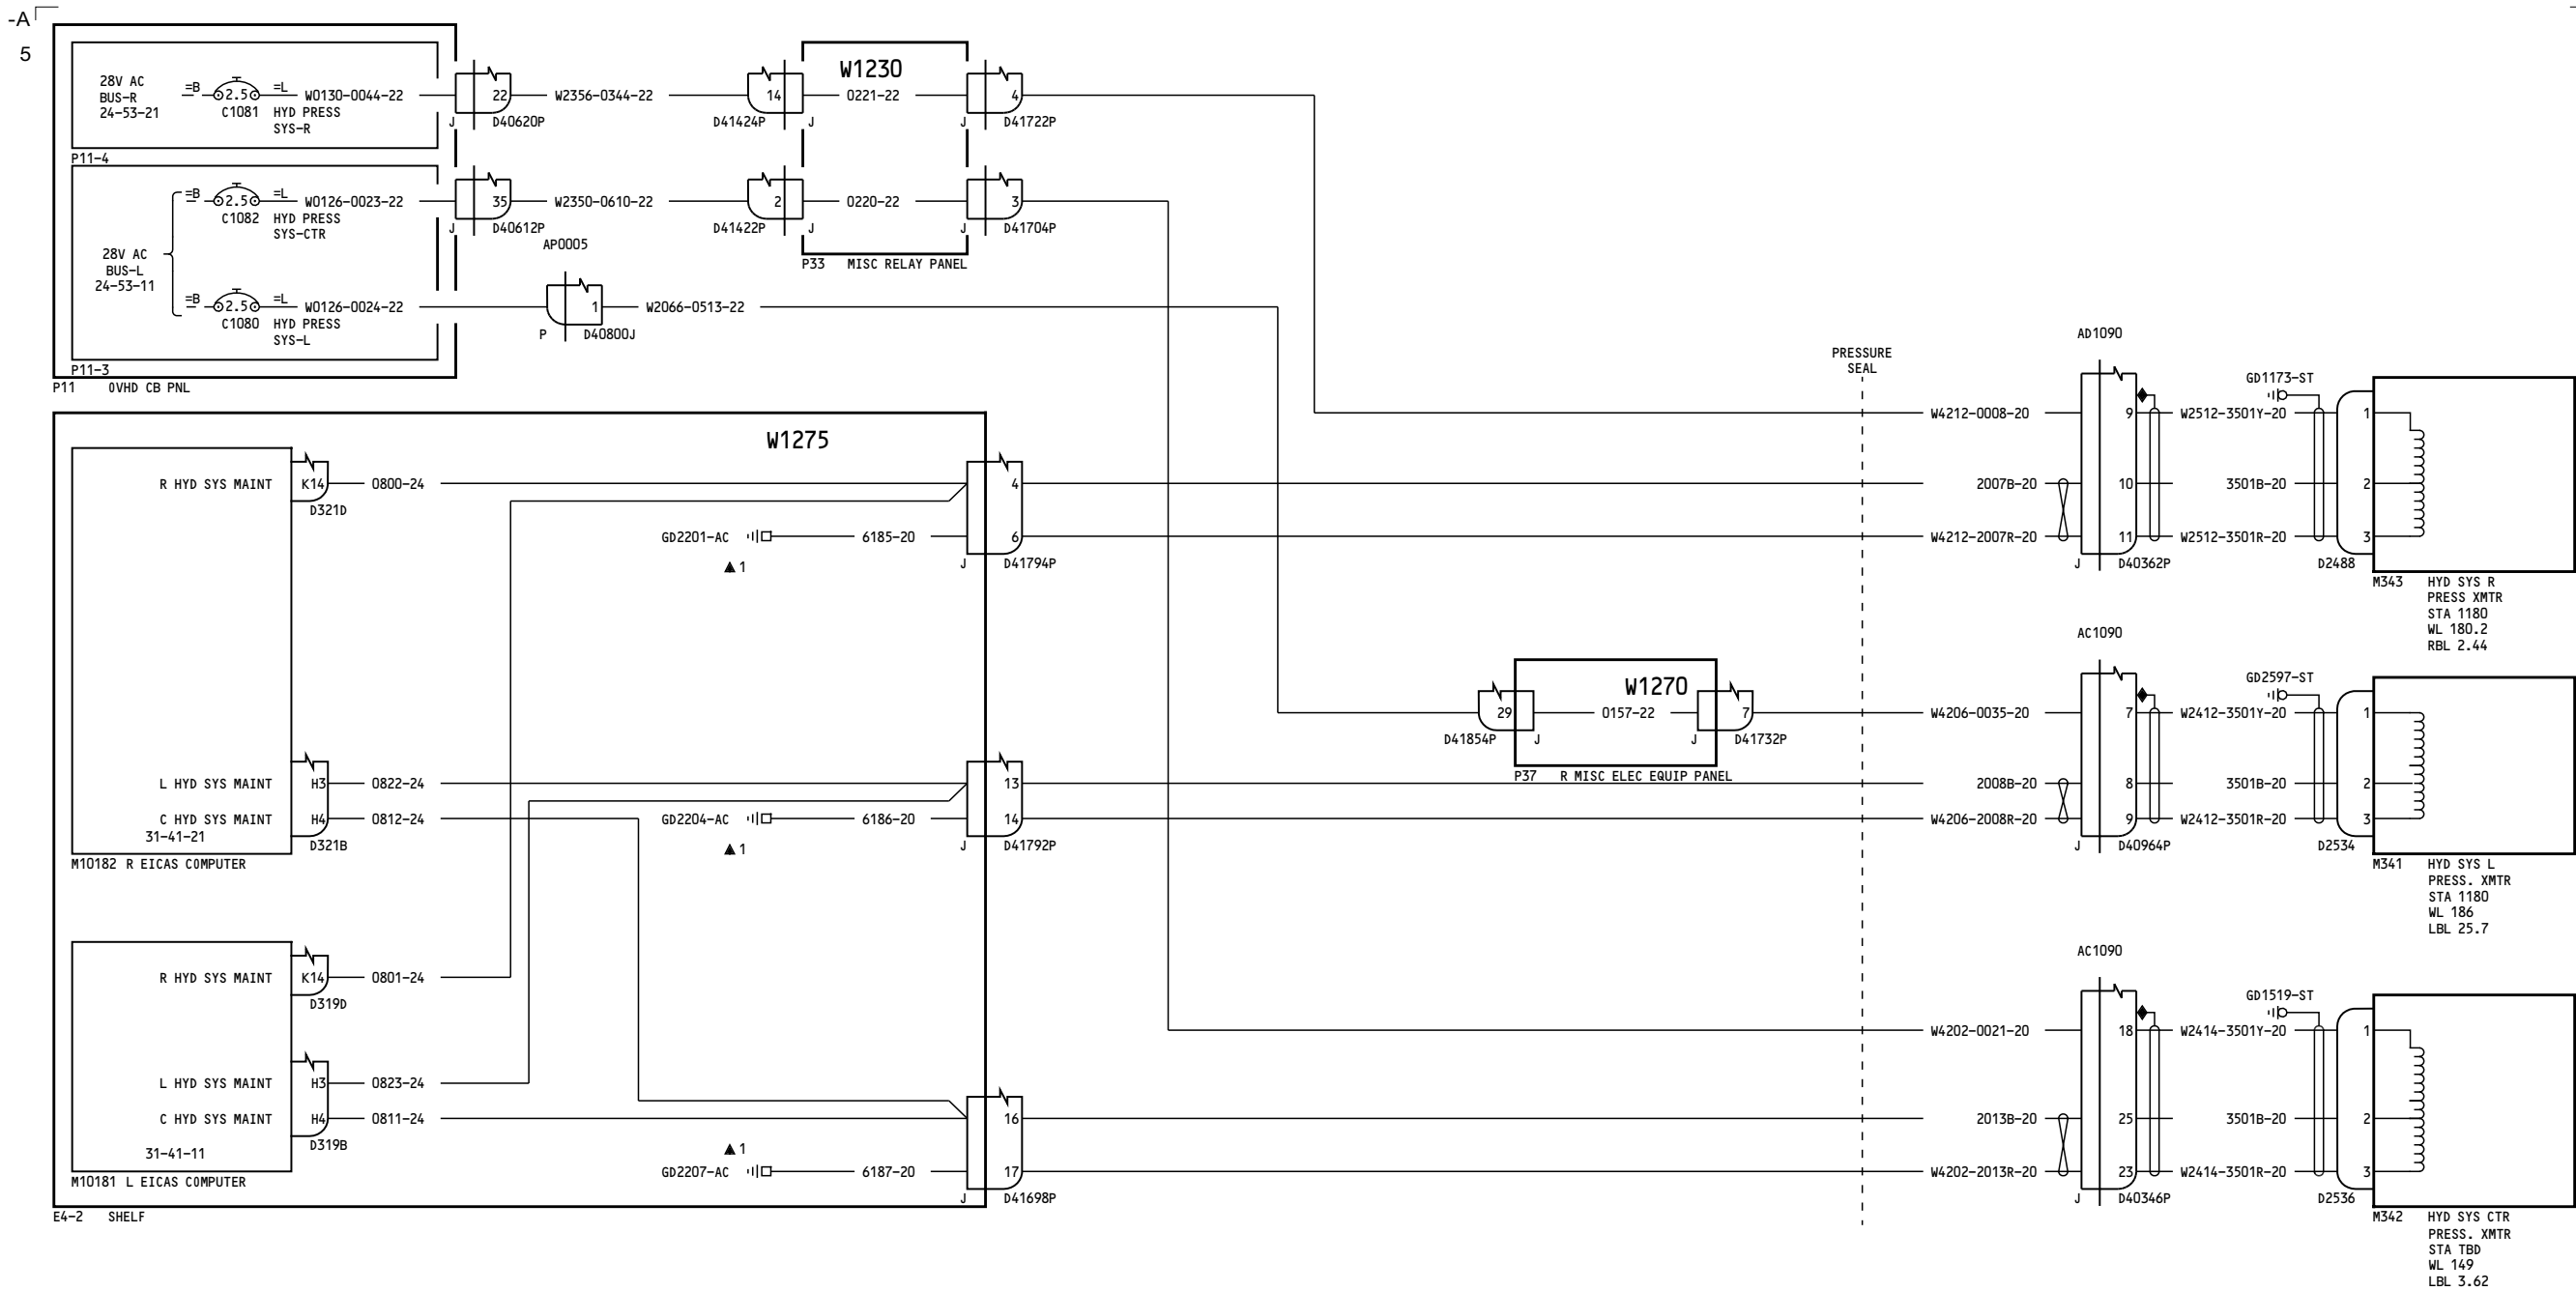 -A
5
28V AC
BUS-R
24-53-21
=B
2.5
C1081
=L
HYD PRESS
SYS-R
W0130-0044-22
22
J
D40620P
W2356-0344-22
14
D41424P
J
W1230
0221-22
4
J
D41722P
P11-4
=B
2.5
C1082
=L
HYD PRESS
SYS-CTR
W0126-0023-22
35
J
D40612P
W2350-0610-22
2
D41422P
J
0220-22
3
J
D41704P
P33 MISC RELAY PANEL
28V AC
BUS-L
24-53-11
=B
2.5
C1080
=L
HYD PRESS
SYS-L
W0126-0024-22
AP0005
1
P
D40800J
W2066-0513-22
P11-3
P11 OVHD CB PNL
W1275
R HYD SYS MAINT
K14
D321D
0800-24
GD2201-AC
6185-20
▲ 1
4
6
J
D41794P
L HYD SYS MAINT
H3
0822-24
C HYD SYS MAINT
H4
0812-24
31-41-21
D321B
M10182 R EICAS COMPUTER
GD2204-AC
6186-20
▲ 1
13
14
J
D41792P
R HYD SYS MAINT
K14
D319D
0801-24
L HYD SYS MAINT
H3
0823-24
C HYD SYS MAINT
H4
0811-24
31-41-11
D319B
M10181 L EICAS COMPUTER
▲ 1
GD2207-AC
6187-20
16
17
J
D41698P
E4-2 SHELF
29
D41854P
J
W1270
0157-22
7
J
D41732P
P37 R MISC ELEC EQUIP PANEL
PRESSURE
SEAL
AD1090
W4212-0008-20
9
W2512-3501Y-20
GD1173-ST
1
2007B-20
10
3501B-20
2
W4212-2007R-20
11
W2512-3501R-20
3
J
D40362P
D2488
M343 HYD SYS R
PRESS XMTR
STA 1180
WL 180.2
RBL 2.44
AC1090
W4206-0035-20
7
W2412-3501Y-20
GD2597-ST
1
2008B-20
8
3501B-20
2
W4206-2008R-20
9
W2412-3501R-20
3
J
D40964P
D2534
M341 HYD SYS L
PRESS. XMTR
STA 1180
WL 186
LBL 25.7
AC1090
W4202-0021-20
18
W2414-3501Y-20
GD1519-ST
1
2013B-20
25
3501B-20
2
W4202-2013R-20
23
W2414-3501R-20
3
J
D40346P
D2536
M342 HYD SYS CTR
PRESS. XMTR
STA TBD
WL 149
LBL 3.62